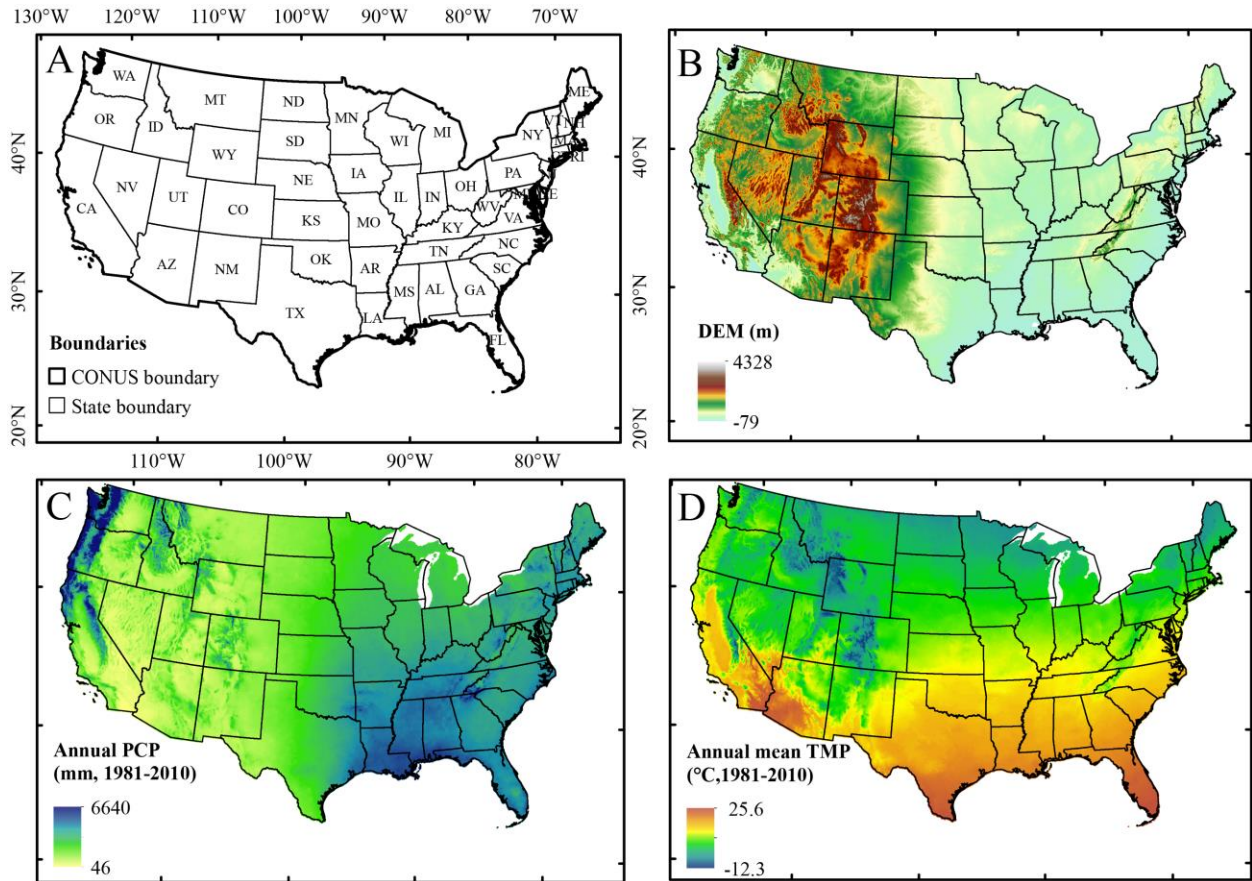 130°W 120°W 110°W 100°W 90°W 80°W 70°W
A
WA
MT
ND
MN
ME
OR
ID
SD
WI
MI
NY
VT
NH
WY
NE
IA
PA
RI
NV
UT
CO
KS
MO
IL
IN
OH
WV
VA
CA
KY
AZ
NM
OK
AR
TN
NC
SC
TX
LA
MS
AL
GA
FL
40°N
30°N
20°N
Boundaries
CONUS boundary
State boundary
B
40°N
30°N
20°N
DEM (m)
4328
-79
110°W 100°W 90°W 80°W
C
Annual PCP
(mm, 1981-2010)
6640
46
D
Annual mean TMP
(°C,1981-2010)
25.6
-12.3